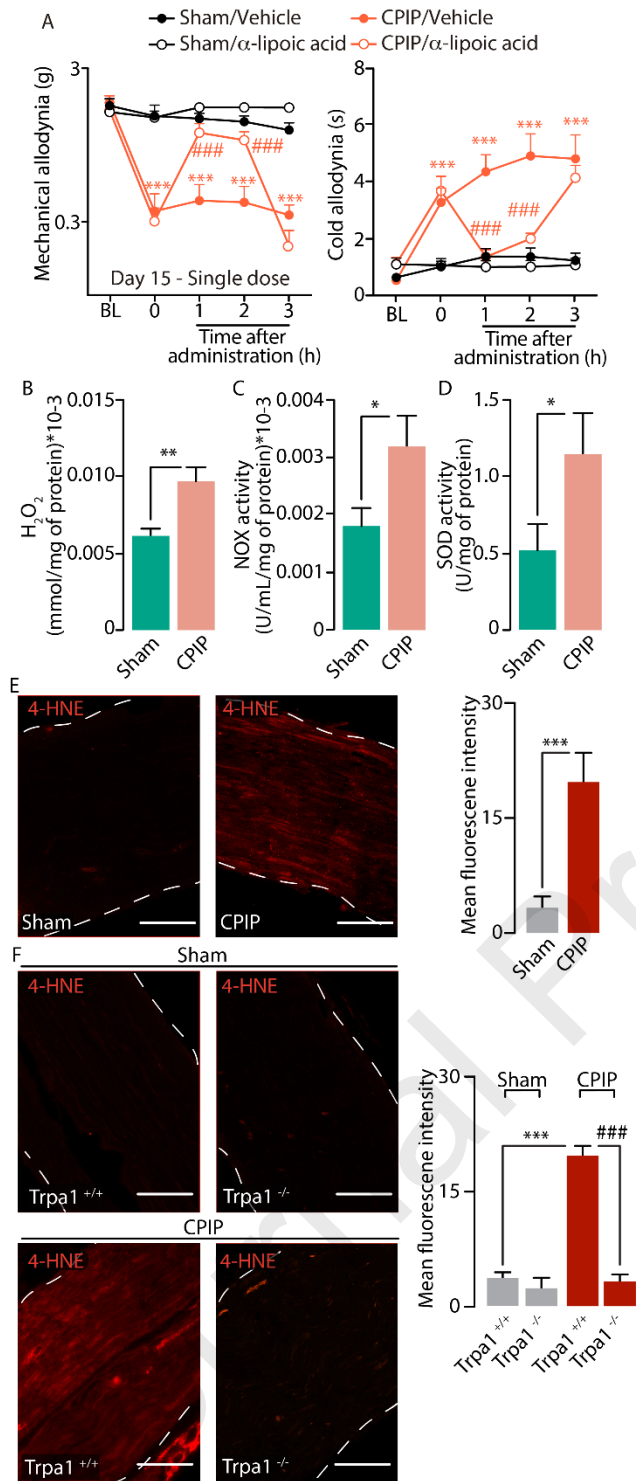 A
Sham/Vehicle
CPIP/Vehicle
Sham/α-lipoic acid
CPIP/α-lipoic acid
Mechanical allodynia (g)
3
0.3
***
***
***
***
###
###
Day 15 - Single dose
BL
0
1
2
3
Time after
administration (h)
Cold allodynia (s)
8
6
4
2
0
***
***
***
***
###
###
BL
0
1
2
3
Time after
administration (h)
B
H2O2
(mmol/mg of protein)*10-3
0.015
0.010
0.005
0
**
Sham
CPIP
C
NOX activity
(U/mL/mg of protein)*10-3
0.004
0.003
0.002
0.001
0
*
Sham
CPIP
D
SOD activity
(U/mg of protein)
1.5
1.0
0.5
0
*
Sham
CPIP
E
4-HNE
Sham
4-HNE
CPIP
Mean fluorescene intensity
30
15
0
***
Sham
CPIP
F
Sham
4-HNE
Trpa1 +/+
4-HNE
Trpa1 -/-
CPIP
4-HNE
Trpa1 +/+
4-HNE
Trpa1 -/-
Mean fluorescene intensity
30
15
0
Sham
CPIP
***
###
Trpa1 +/+
Trpa1 -/-
Trpa1 +/+
Trpa1 -/-